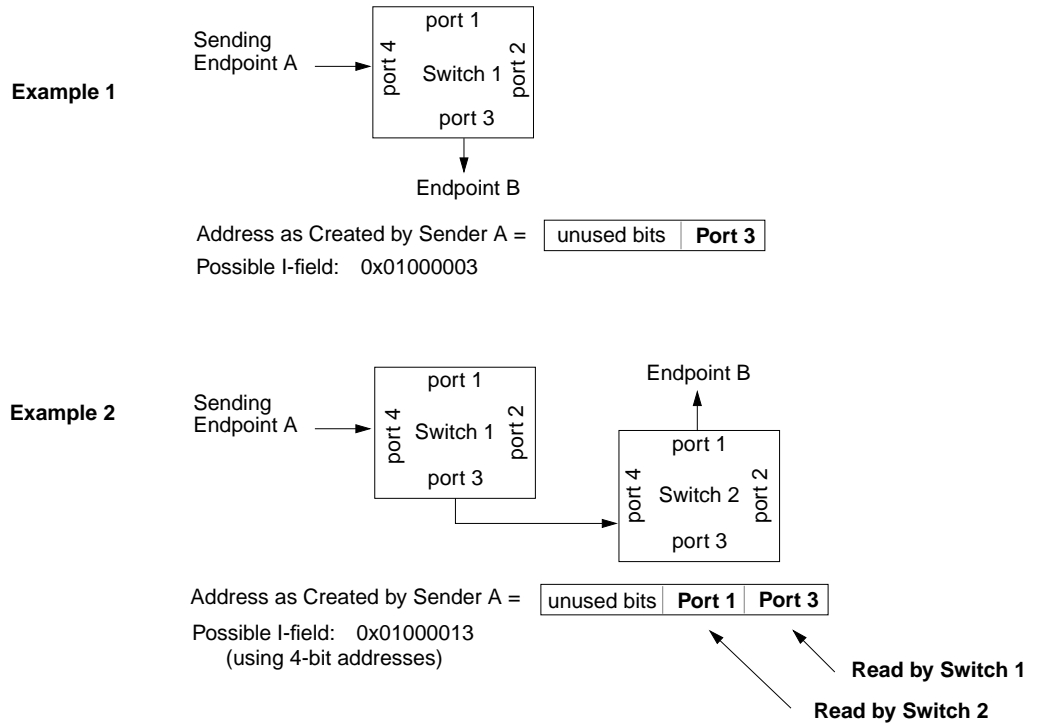 Example 1
Sending
Endpoint A
port 1
port 4
Switch 1
port 2
port 3
Endpoint B
Address as Created by Sender A =
unused bits
Port 3
Possible I-field: 0x01000003
Example 2
Sending
Endpoint A
port 1
port 4
Switch 1
port 2
port 3
Endpoint B
port 1
port 4
Switch 2
port 2
port 3
Address as Created by Sender A =
unused bits
Port 1
Port 3
Possible I-field: 0x01000013
(using 4-bit addresses)
Read by Switch 1
Read by Switch 2